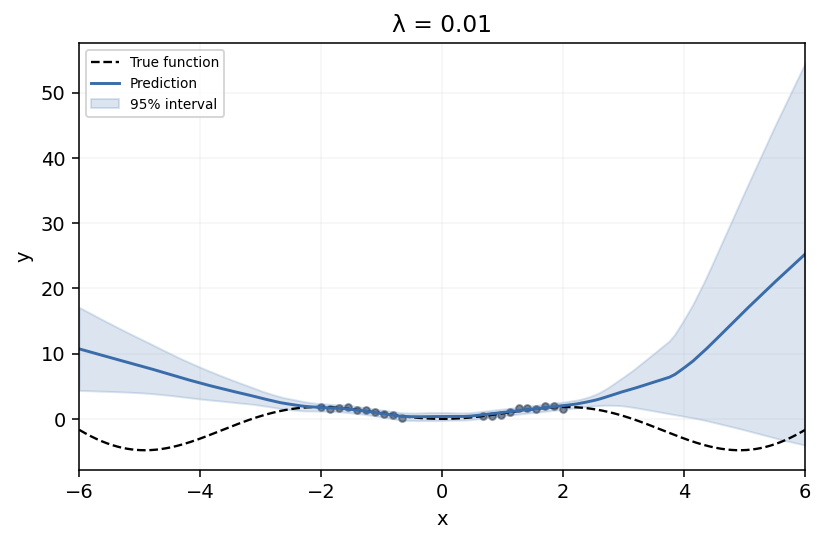 λ = 0.01
True function
Prediction
95% interval
50
40
30
20
10
0
y
−6 −4 −2 0 2 4 6
x